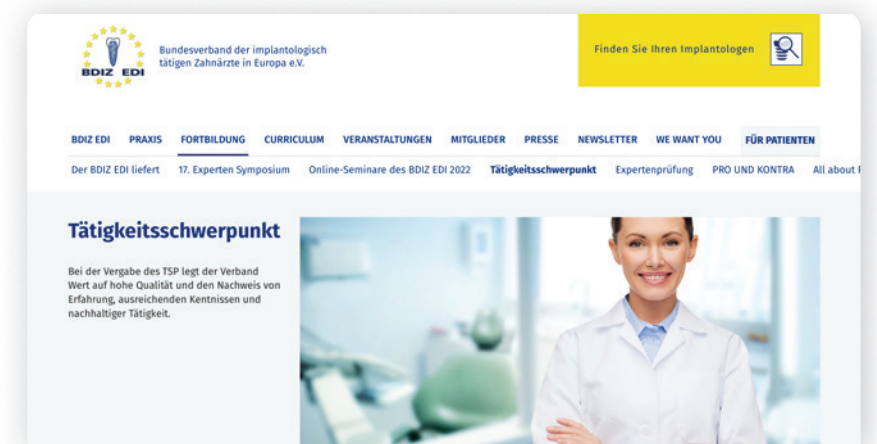 BDIZ EDI
Bundesverband der implantologisch
tätigen Zahnärzte in Europa e.V.
Finden Sie Ihren Implantologen
BDIZ EDI PRAXIS FORTBILDUNG CURRICULUM VERANSTALTUNGEN MITGLIEDER PRESSE NEWSLETTER WE WANT YOU FÜR PATIENTEN
Der BDIZ EDI liefert 17. Experten Symposium Online-Seminare des BDIZ EDI 2022 Tätigkeitsschwerpunkt Expertenprüfung PRO UND KONTRA All about
Tätigkeitsschwerpunkt
Bei der Vergabe des TSP legt der Verband
Wert auf hohe Qualität und den Nachweis von
Erfahrung, ausreichenden Kentnissen und
nachhaltiger Tätigkeit.